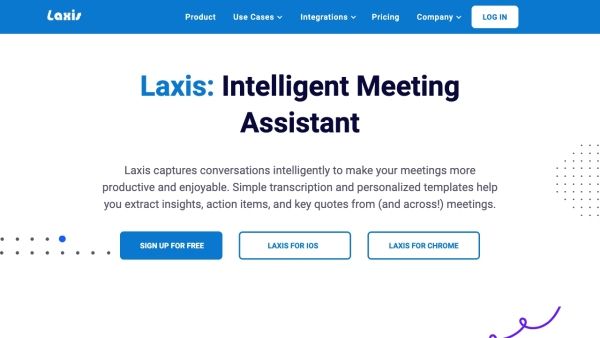 Laxis
Product Use Cases Integrations Pricing Company LOG IN
Laxis: Intelligent Meeting
Assistant
Laxis captures conversations intelligently to make your meetings more
productive and enjoyable. Simple transcription and personalized templates help
you extract insights, action items, and key quotes from (and across!) meetings.
SIGN UP FOR FREE LAXIS FOR IOS LAXIS FOR CHROME